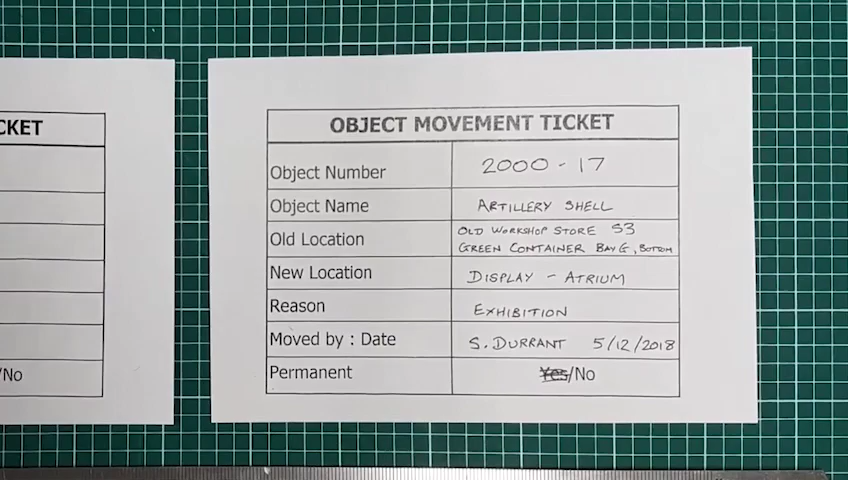 CKET
/No
OBJECT MOVEMENT TICKET
Object Number 2000-17
Object Name ARTILLERY SHELL
Old Location OLD WORKSHOP STORE S3
GREEN CONTAINER BAY G, BOTTOM
New Location DISPLAY - ATRIUM
Reason EXHIBITION
Moved by : Date S. DURRANT 5/12/2018
Permanent Yes/No